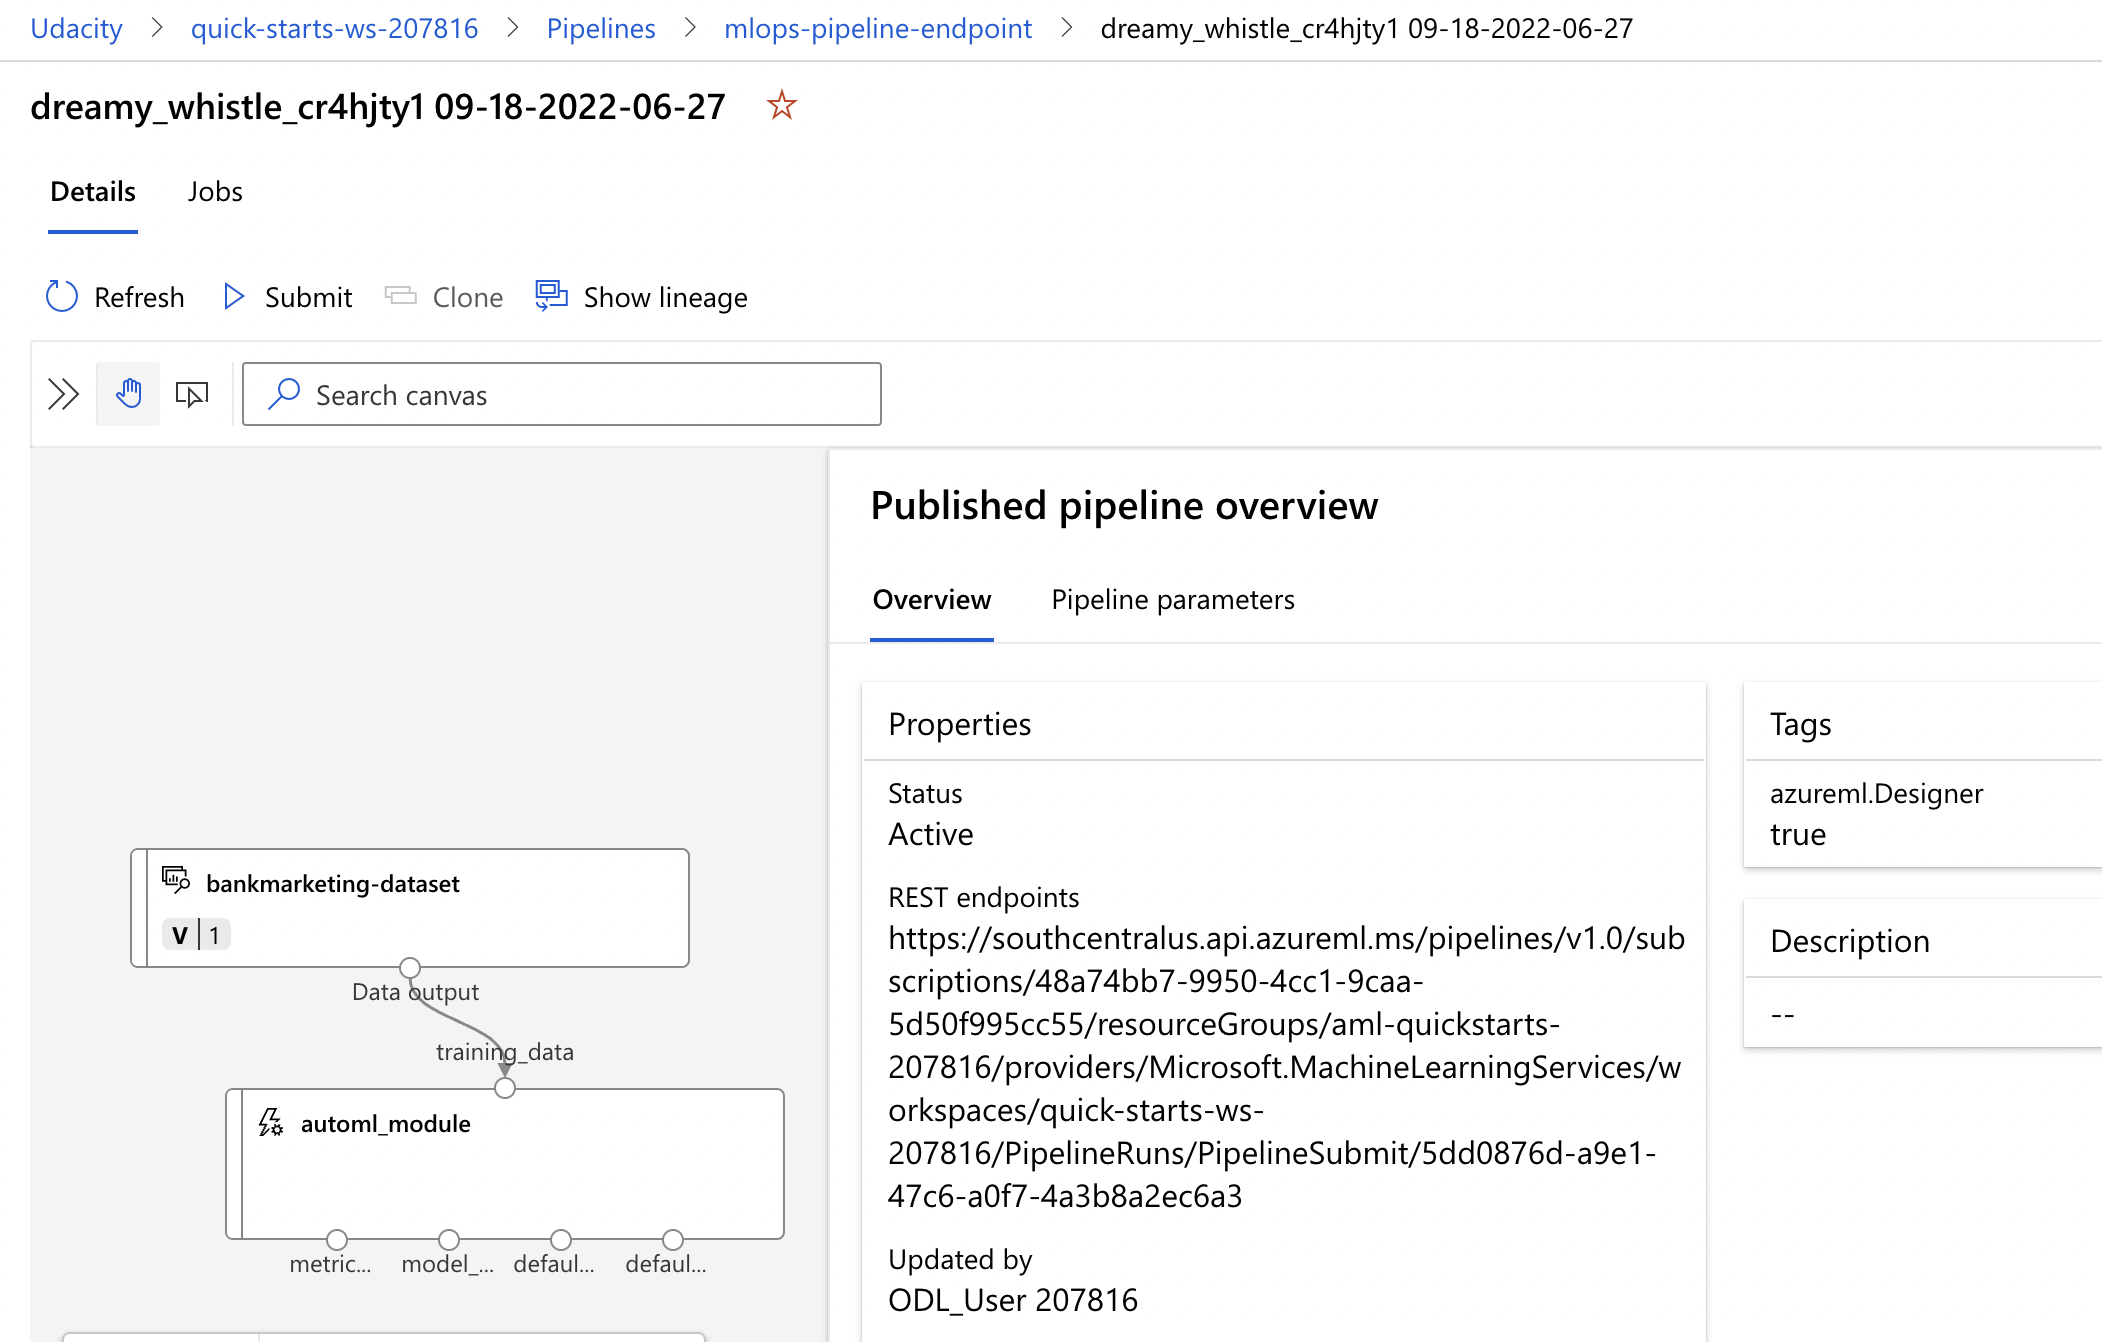 Udacity > quick-starts-ws-207816 > Pipelines > mlops-pipeline-endpoint > dreamy_whistle_cr4hjty1 09-18-2022-06-27
dreamy_whistle_cr4hjty1 09-18-2022-06-27
Details Jobs
Refresh Submit Clone Show lineage
Search canvas
bankmarketing-dataset
V 1
Data output
training_data
automl_module
metric... model_... defaul... defaul...
Published pipeline overview
Overview Pipeline parameters
Properties
Status
Active
REST endpoints
https://southcentralus.api.azureml.ms/pipelines/v1.0/sub
scriptions/48a74bb7-9950-4cc1-9caa-
5d50f995cc55/resourceGroups/aml-quickstarts-
207816/providers/Microsoft.MachineLearningServices/w
orkspaces/quick-starts-ws-
207816/PipelineRuns/PipelineSubmit/5dd0876d-a9e1-
47c6-a0f7-4a3b8a2ec6a3
Updated by
ODL_User 207816
Tags
azureml.Designer
true
Description
--